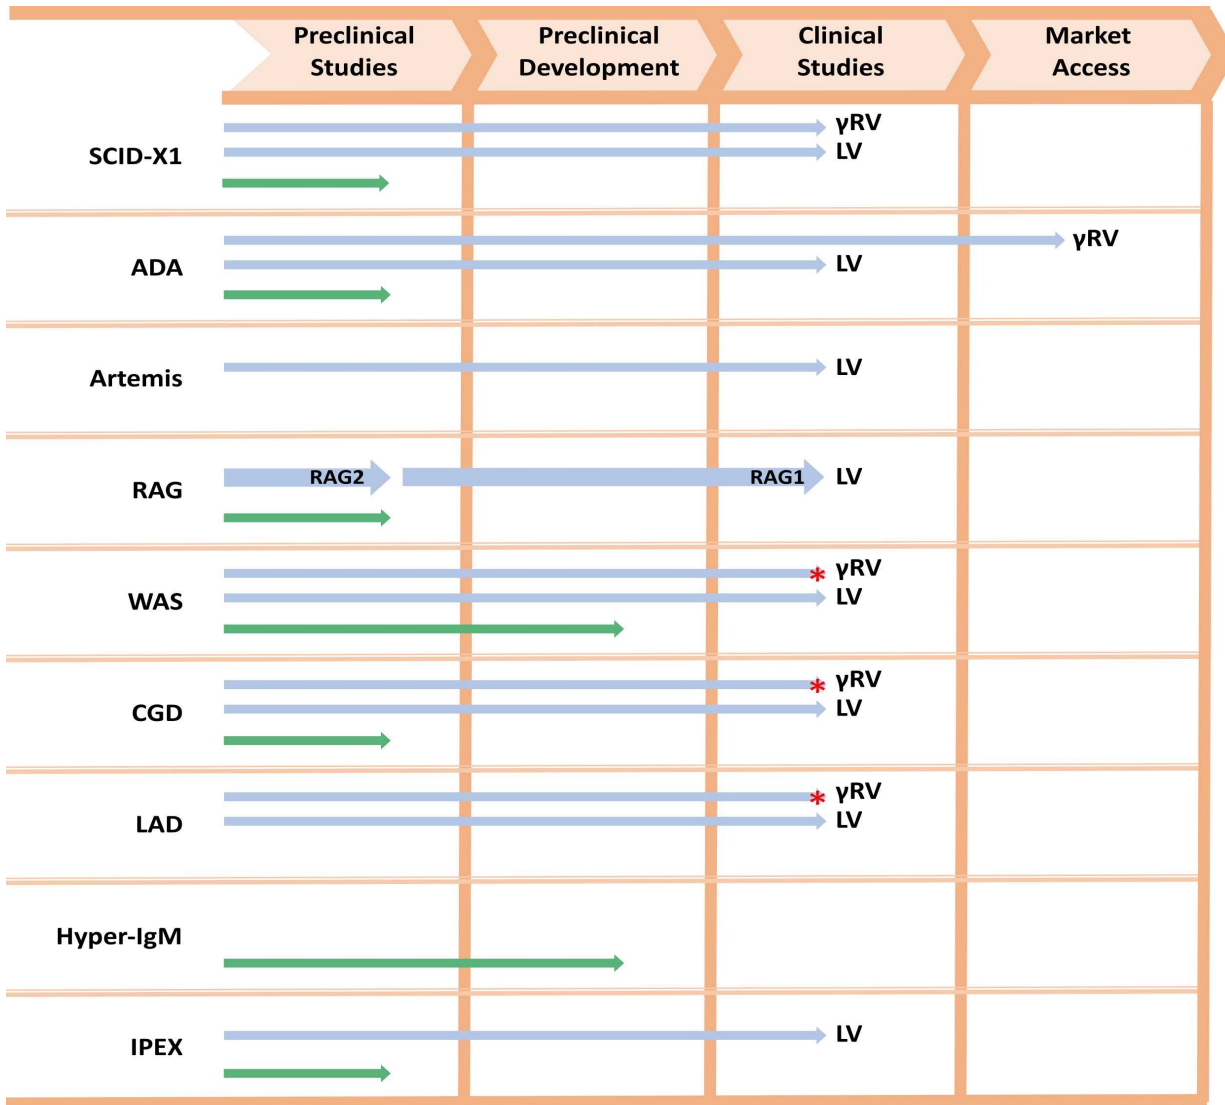 Preclinical Studies
Preclinical Development
Clinical Studies
Market Access
SCID-X1
γRV
LV
ADA
γRV
LV
Artemis
LV
RAG
RAG2
RAG1
LV
WAS
*
γRV
LV
CGD
*
γRV
LV
LAD
*
γRV
LV
Hyper-IgM
IPEX
LV